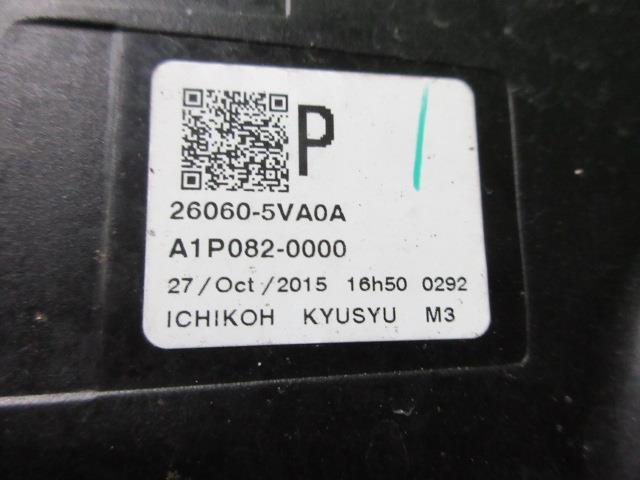 P
26060-5VA0A
A1P082-0000
27/Oct/2015 16h50 0292
ICHIKOH KYUSYU M3